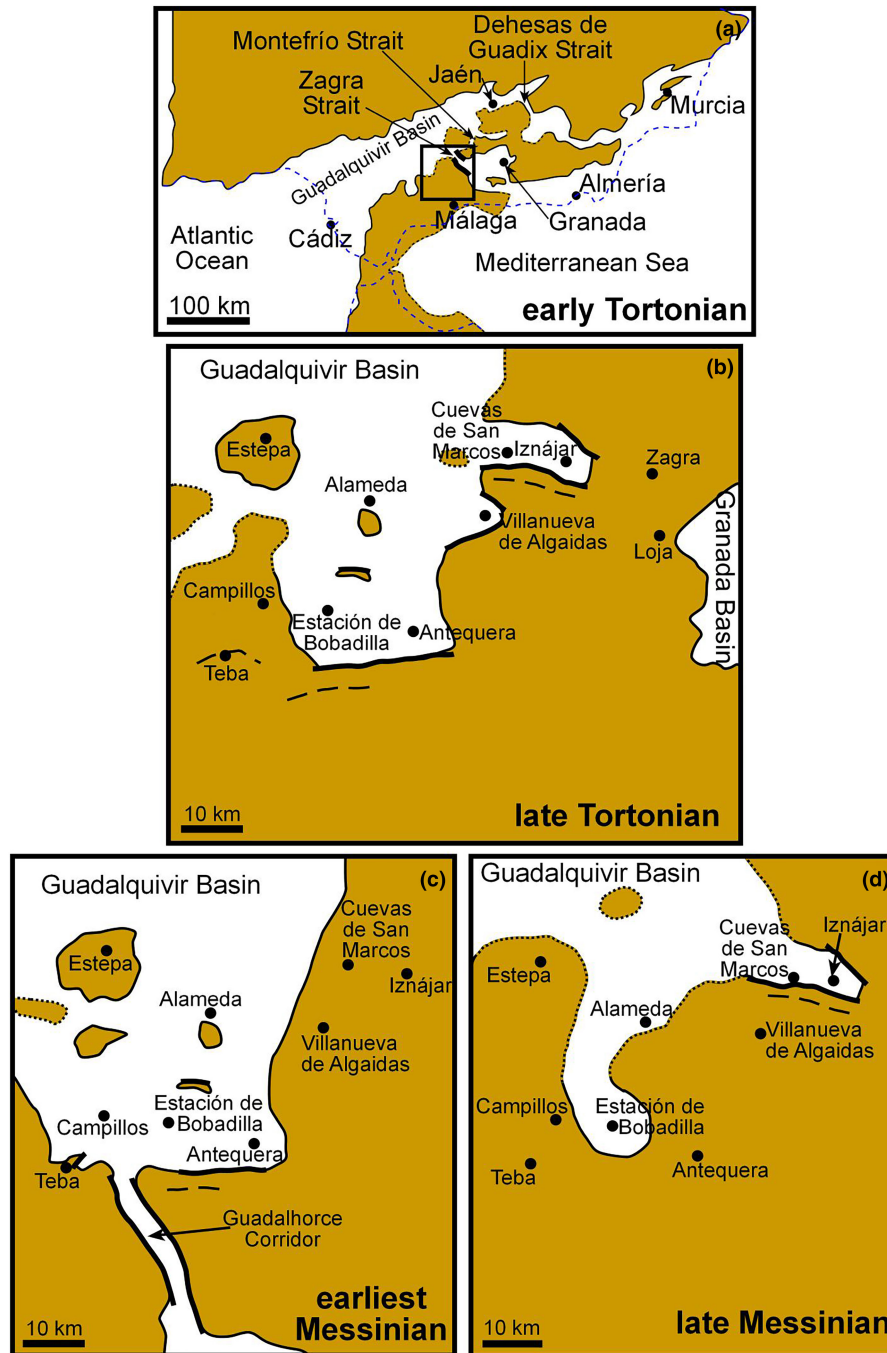 Montefrío Strait
Dehesas de
Guadix Strait
(a)
Zagra
Strait
Jaén
Murcia
Guadalquivir Basin
Almería
Málaga
Granada
Cádiz
Atlantic
Ocean
Mediterranean Sea
100 km
early Tortonian
Guadalquivir Basin
(b)
Cuevas
de San
Marcos
Iznájar
Estepa
Zagra
Alameda
Villanueva
de Algaidas
Loja
Granada Basin
Campillos
Estación de
Bobadilla
Antequera
Teba
10 km
late Tortonian
Guadalquivir Basin
(c)
Cuevas
de San
Marcos
Estepa
Iznájar
Alameda
Villanueva
de Algaidas
Estación de
Bobadilla
Campillos
Antequera
Teba
Guadalhorce
Corridor
earliest
Messinian
10 km
Guadalquivir Basin
(d)
Cuevas
de San
Marcos
Iznájar
Estepa
Alameda
Villanueva
de Algaidas
Campillos
Estación de
Bobadilla
Teba
Antequera
10 km
late Messinian